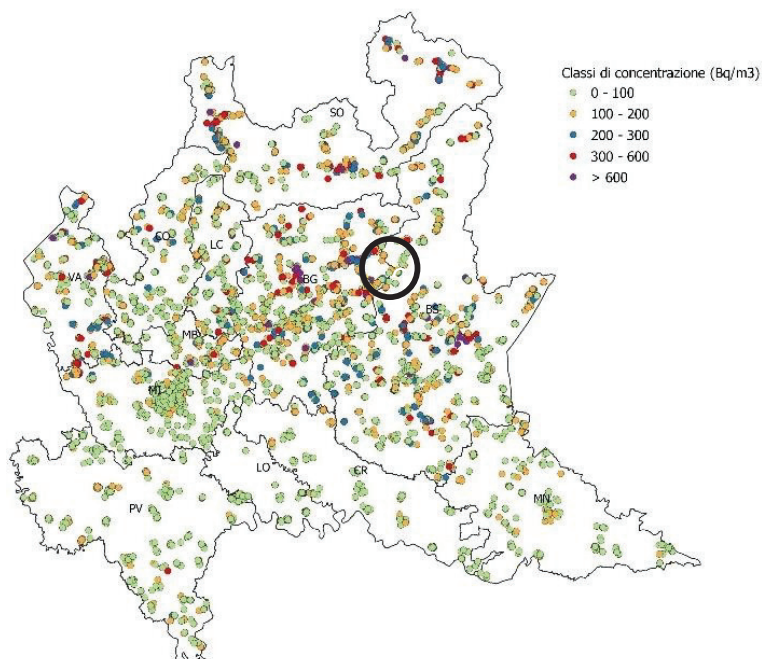 Classi di concentrazione (Bq/m3)
0 - 100
100 - 200
200 - 300
300 - 600
> 600
SO
CO
LC
VA
BG
BS
MB
MI
LO
CR
PV
MN